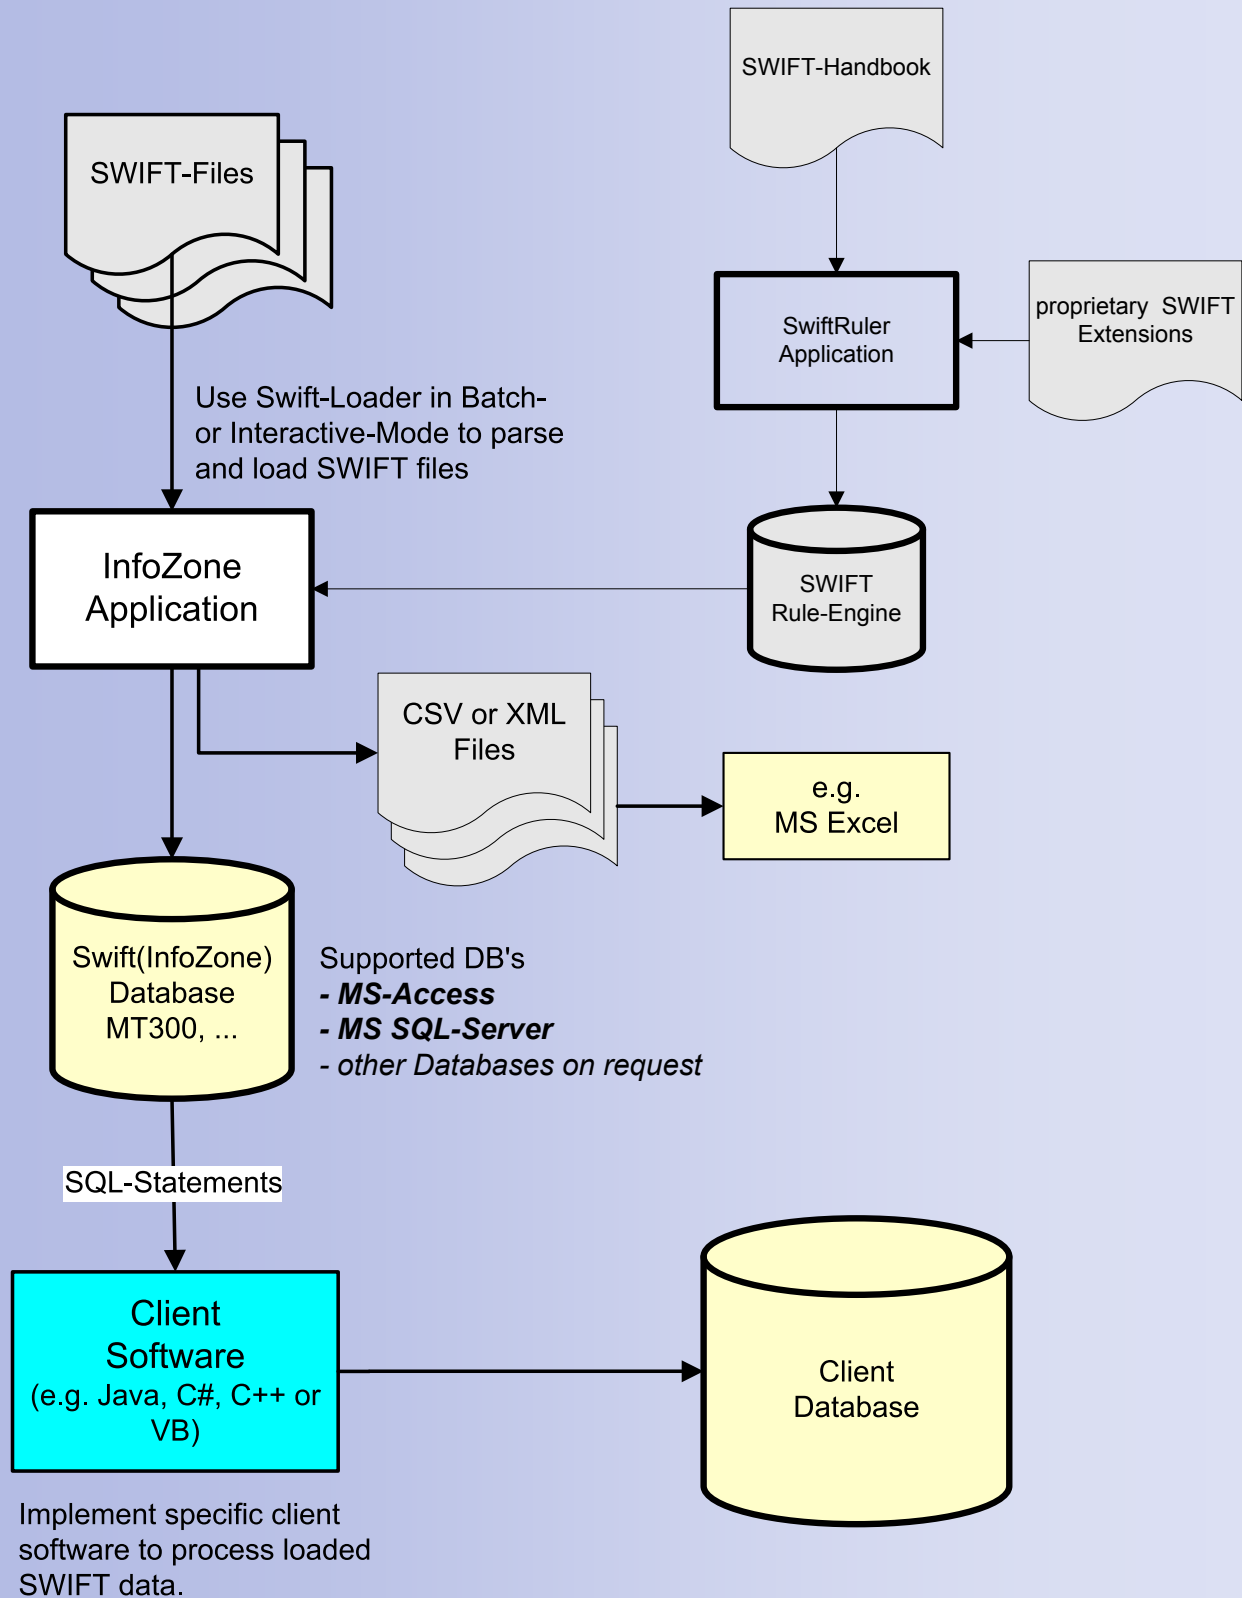 SWIFT-Handbook
SWIFT-Files
proprietary  SWIFT
Extensions
SwiftRuler
Application
Use Swift-Loader in Batch-
or Interactive-Mode to parse
and load SWIFT files
InfoZone
Application
SWIFT
Rule-Engine
CSV or XML
Files
e.g.
MS Excel
Swift(InfoZone)
Database
MT300, ...
Supported DB's
- MS-Access
- MS SQL-Server
- other Databases on request
SQL-Statements
Client
Software
(e.g. Java, C#, C++ or
VB)
Client
Database
Implement specific client
software to process loaded
SWIFT data.